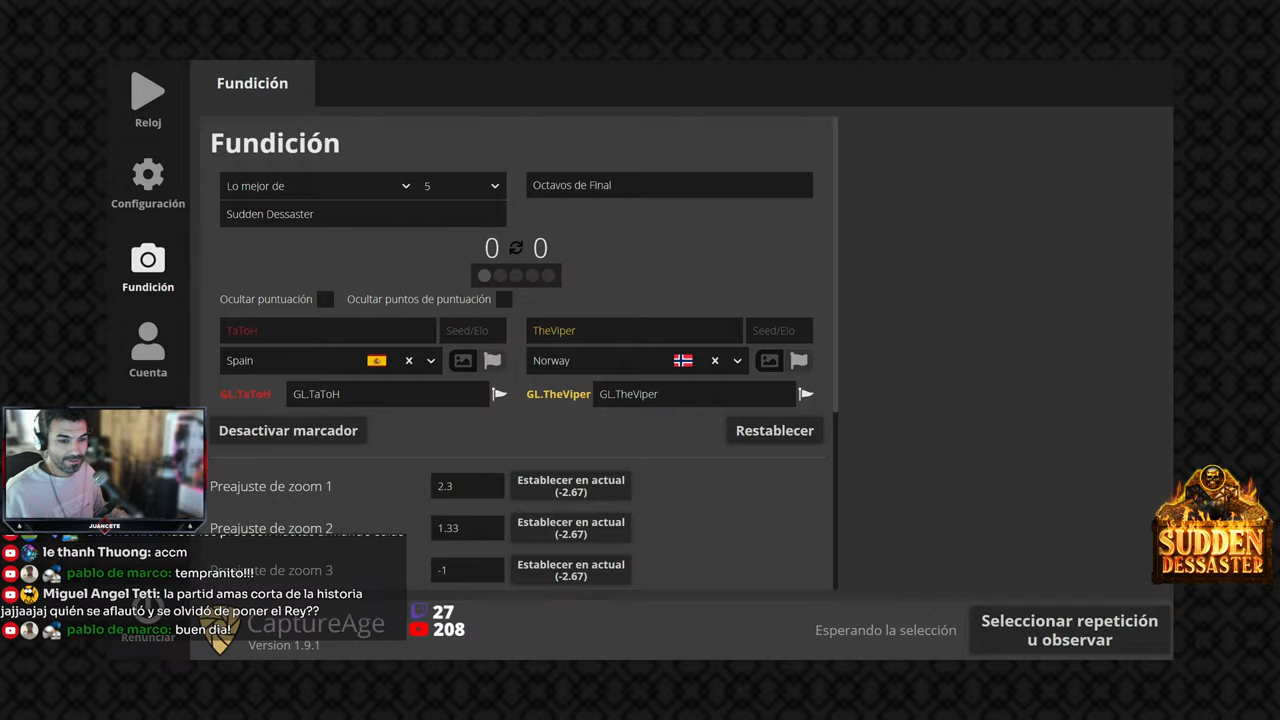 Fundición
Reloj
Configuración
Fundición
Cuenta
Renunciar
Fundición
Lo mejor de
5
Octavos de FInal
Sudden Dessaster
0 0
Ocultar puntuación
Ocultar puntos de puntuación
TaToH
Seed/Elo
TheViper
Seed/Elo
Spain
Norway
GL.TaToH
GL.TaToH
GL.TheViper
GL.TheViper
Desactivar marcador
Restablecer
Preajuste de zoom 1
2.3
Establecer en actual
(-2.67)
Preajuste de zoom 2
1.33
Establecer en actual
(-2.67)
Preajuste de zoom 3
-1
Establecer en actual
(-2.67)
JUANCETE
le thanh Thuong: accm
pablo de marco: tempranito!!!
Miguel Angel Teti: la partid amas corta de la historia
jajjaajaj quién se aflautó y se olvidó de poner el Rey??
pablo de marco: buen dia!
27
208
CaptureAge
Version 1.9.1
Esperando la selección
Seleccionar repetición
u observar
SUDDEN
DESSASTER